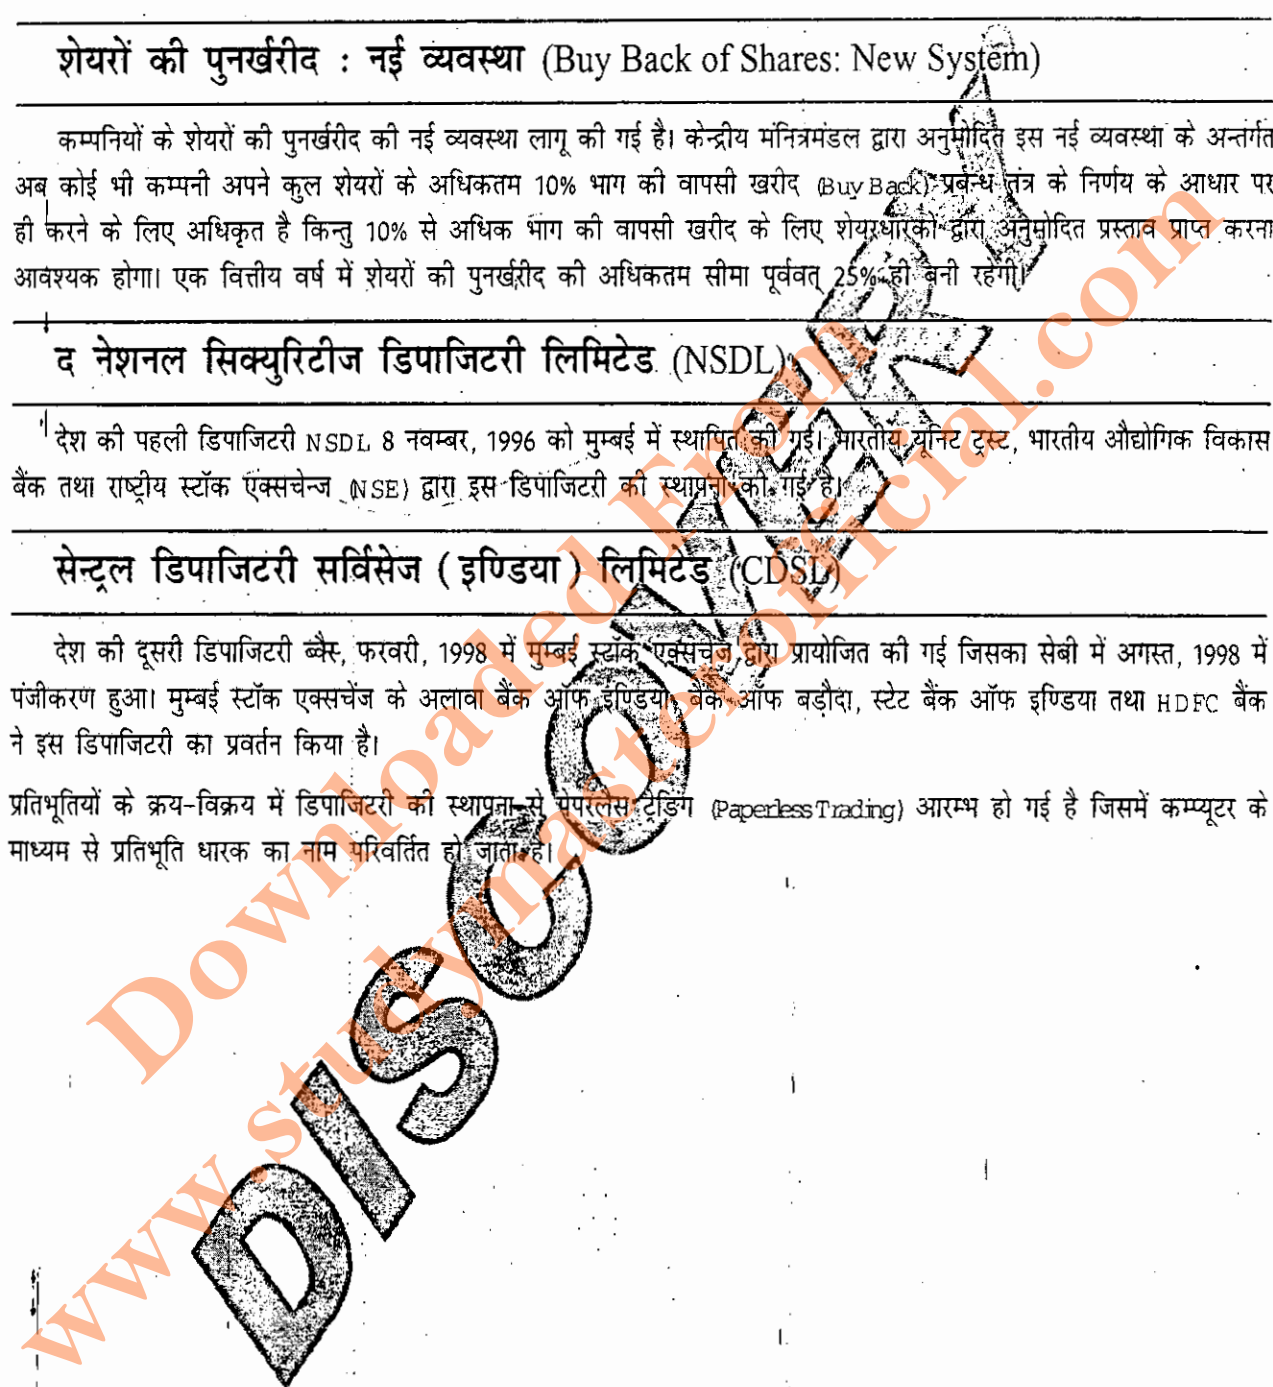 शेयरों की पुनर्खरीद : नई व्यवस्था (Buy Back of Shares: New System)
कम्पनियों के शेयरों की पुनर्खरीद की नई व्यवस्था लागू की गई है। केन्द्रीय मंनित्रमंडल द्वारा अनुमोदित इस नई व्यवस्था के अन्तर्गत
अब कोई भी कम्पनी अपने कुल शेयरों के अधिकतम 10% भाग की वापसी खरीद (Buy Back) प्रबन्ध तंत्र के निर्णय के आधार पर
ही करने के लिए अधिकृत है किन्तु 10% से अधिक भाग की वापसी खरीद के लिए शेयरधारकों द्वारा अनुमोदित प्रस्ताव प्राप्त करना
आवश्यक होगा। एक वित्तीय वर्ष में शेयरों की पुनर्खरीद की अधिकतम सीमा पूर्ववत् 25% ही बनी रहेगी।
द नेशनल सिक्युरिटीज डिपाजिटरी लिमिटेड (NSDL)
देश की पहली डिपाजिटरी NSDL 8 नवम्बर, 1996 को मुम्बई में स्थापित की गई। भारतीय यूनिट ट्रस्ट, भारतीय औद्योगिक विकास
बैंक तथा राष्ट्रीय स्टॉक एक्सचेन्ज (NSE) द्वारा इस डिपाजिटरी की स्थापना की गई है।
सेन्ट्रल डिपाजिटरी सर्विसेज (इण्डिया) लिमिटेड (CDSL)
देश की दूसरी डिपाजिटरी ब्क्ैस्, फरवरी, 1998 में मुम्बई स्टॉक एक्सचेंज द्वारा प्रायोजित की गई जिसका सेबी में अगस्त, 1998 में
पंजीकरण हुआ। मुम्बई स्टॉक एक्सचेंज के अलावा बैंक ऑफ इण्डिया, बैंक ऑफ बड़ौदा, स्टेट बैंक ऑफ इण्डिया तथा HDFC बैंक
ने इस डिपाजिटरी का प्रवर्तन किया है।
प्रतिभूतियों के क्रय-विक्रय में डिपाजिटरी की स्थापना से पेपरलैस ट्रेडिंग (Paperless Trading) आरम्भ हो गई है जिसमें कम्प्यूटर के
माध्यम से प्रतिभूति धारक का नाम परिवर्तित हो जाता है।
Downloaded From
www.studymasterofficial.com
DISCOVERY